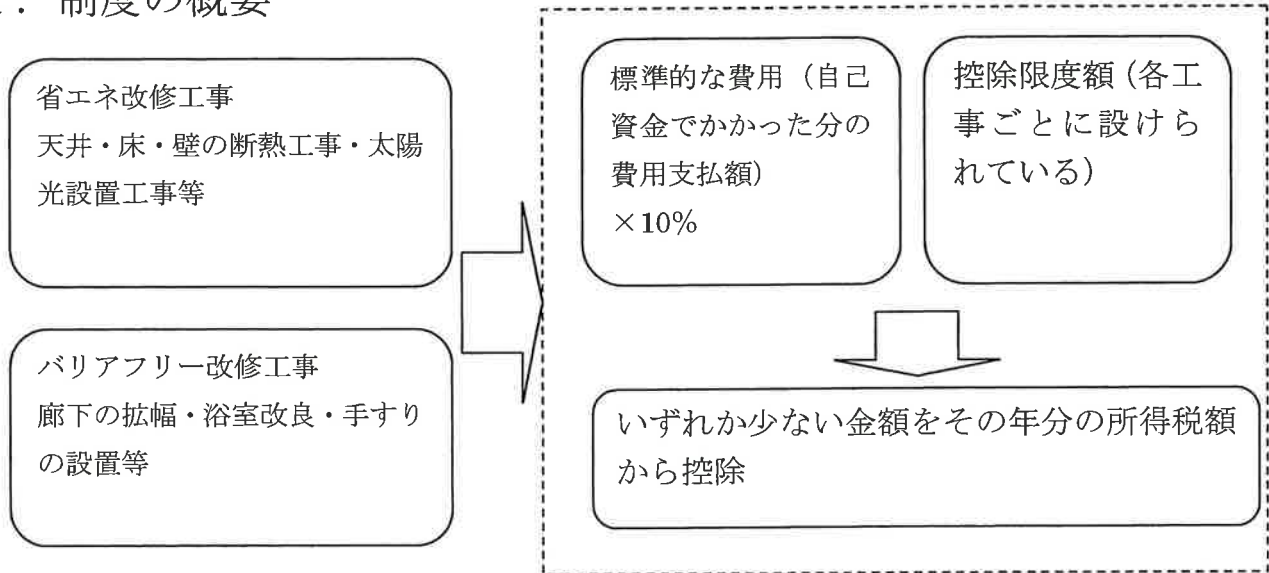 制度の概要
省エネ改修工事
天井・床・壁の断熱工事・太陽
光設置工事等
バリアフリー改修工事
廊下の拡幅・浴室改良・手すり
の設置等
標準的な費用（自己
資金でかかった分の
費用支払額）
×10%
控除限度額（各工
事ごとに設けら
れている）
いずれか少ない金額をその年分の所得税額
から控除